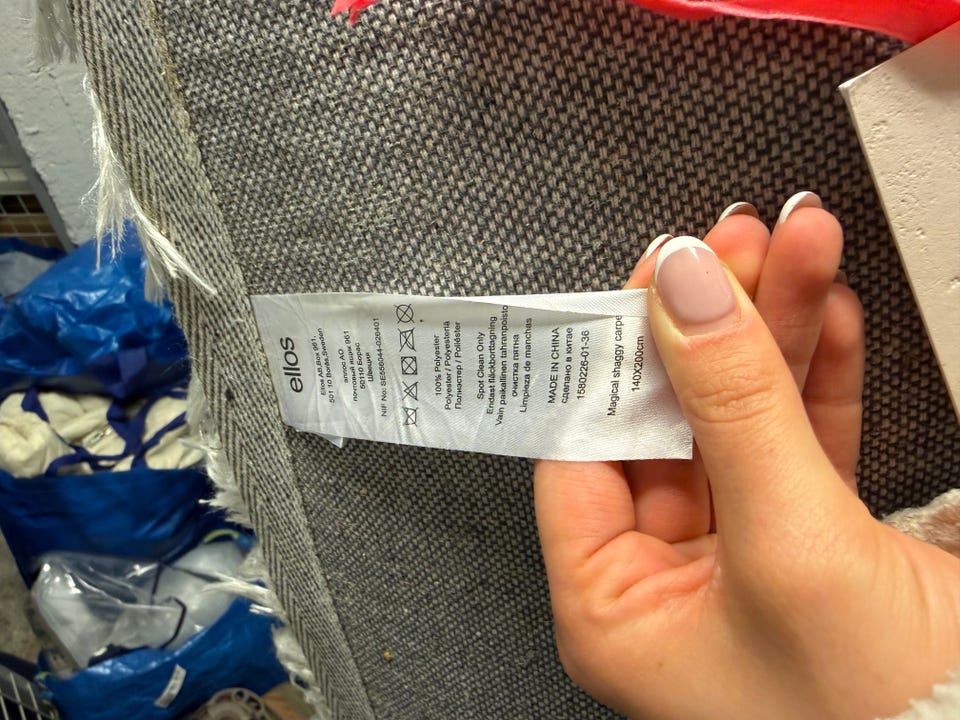 ellos
Ellos AB,Box 961,
501 10 Borås,Sweden
эллос АО
почтовый ящик 961
50110 Борас
Швеция
NIF No: SE556044-026401
100% Polyester
Polyester / Polyesteriä
Полиэстер / Poliéster
Spot Clean Only
Endast fläckborttagning
Vain paikallinen tahranpoisto
очистка пятна
Limpieza de manchas
MADE IN CHINA
сделано в китае
1580226-01-36
Magical shaggy carpe
140X200cm